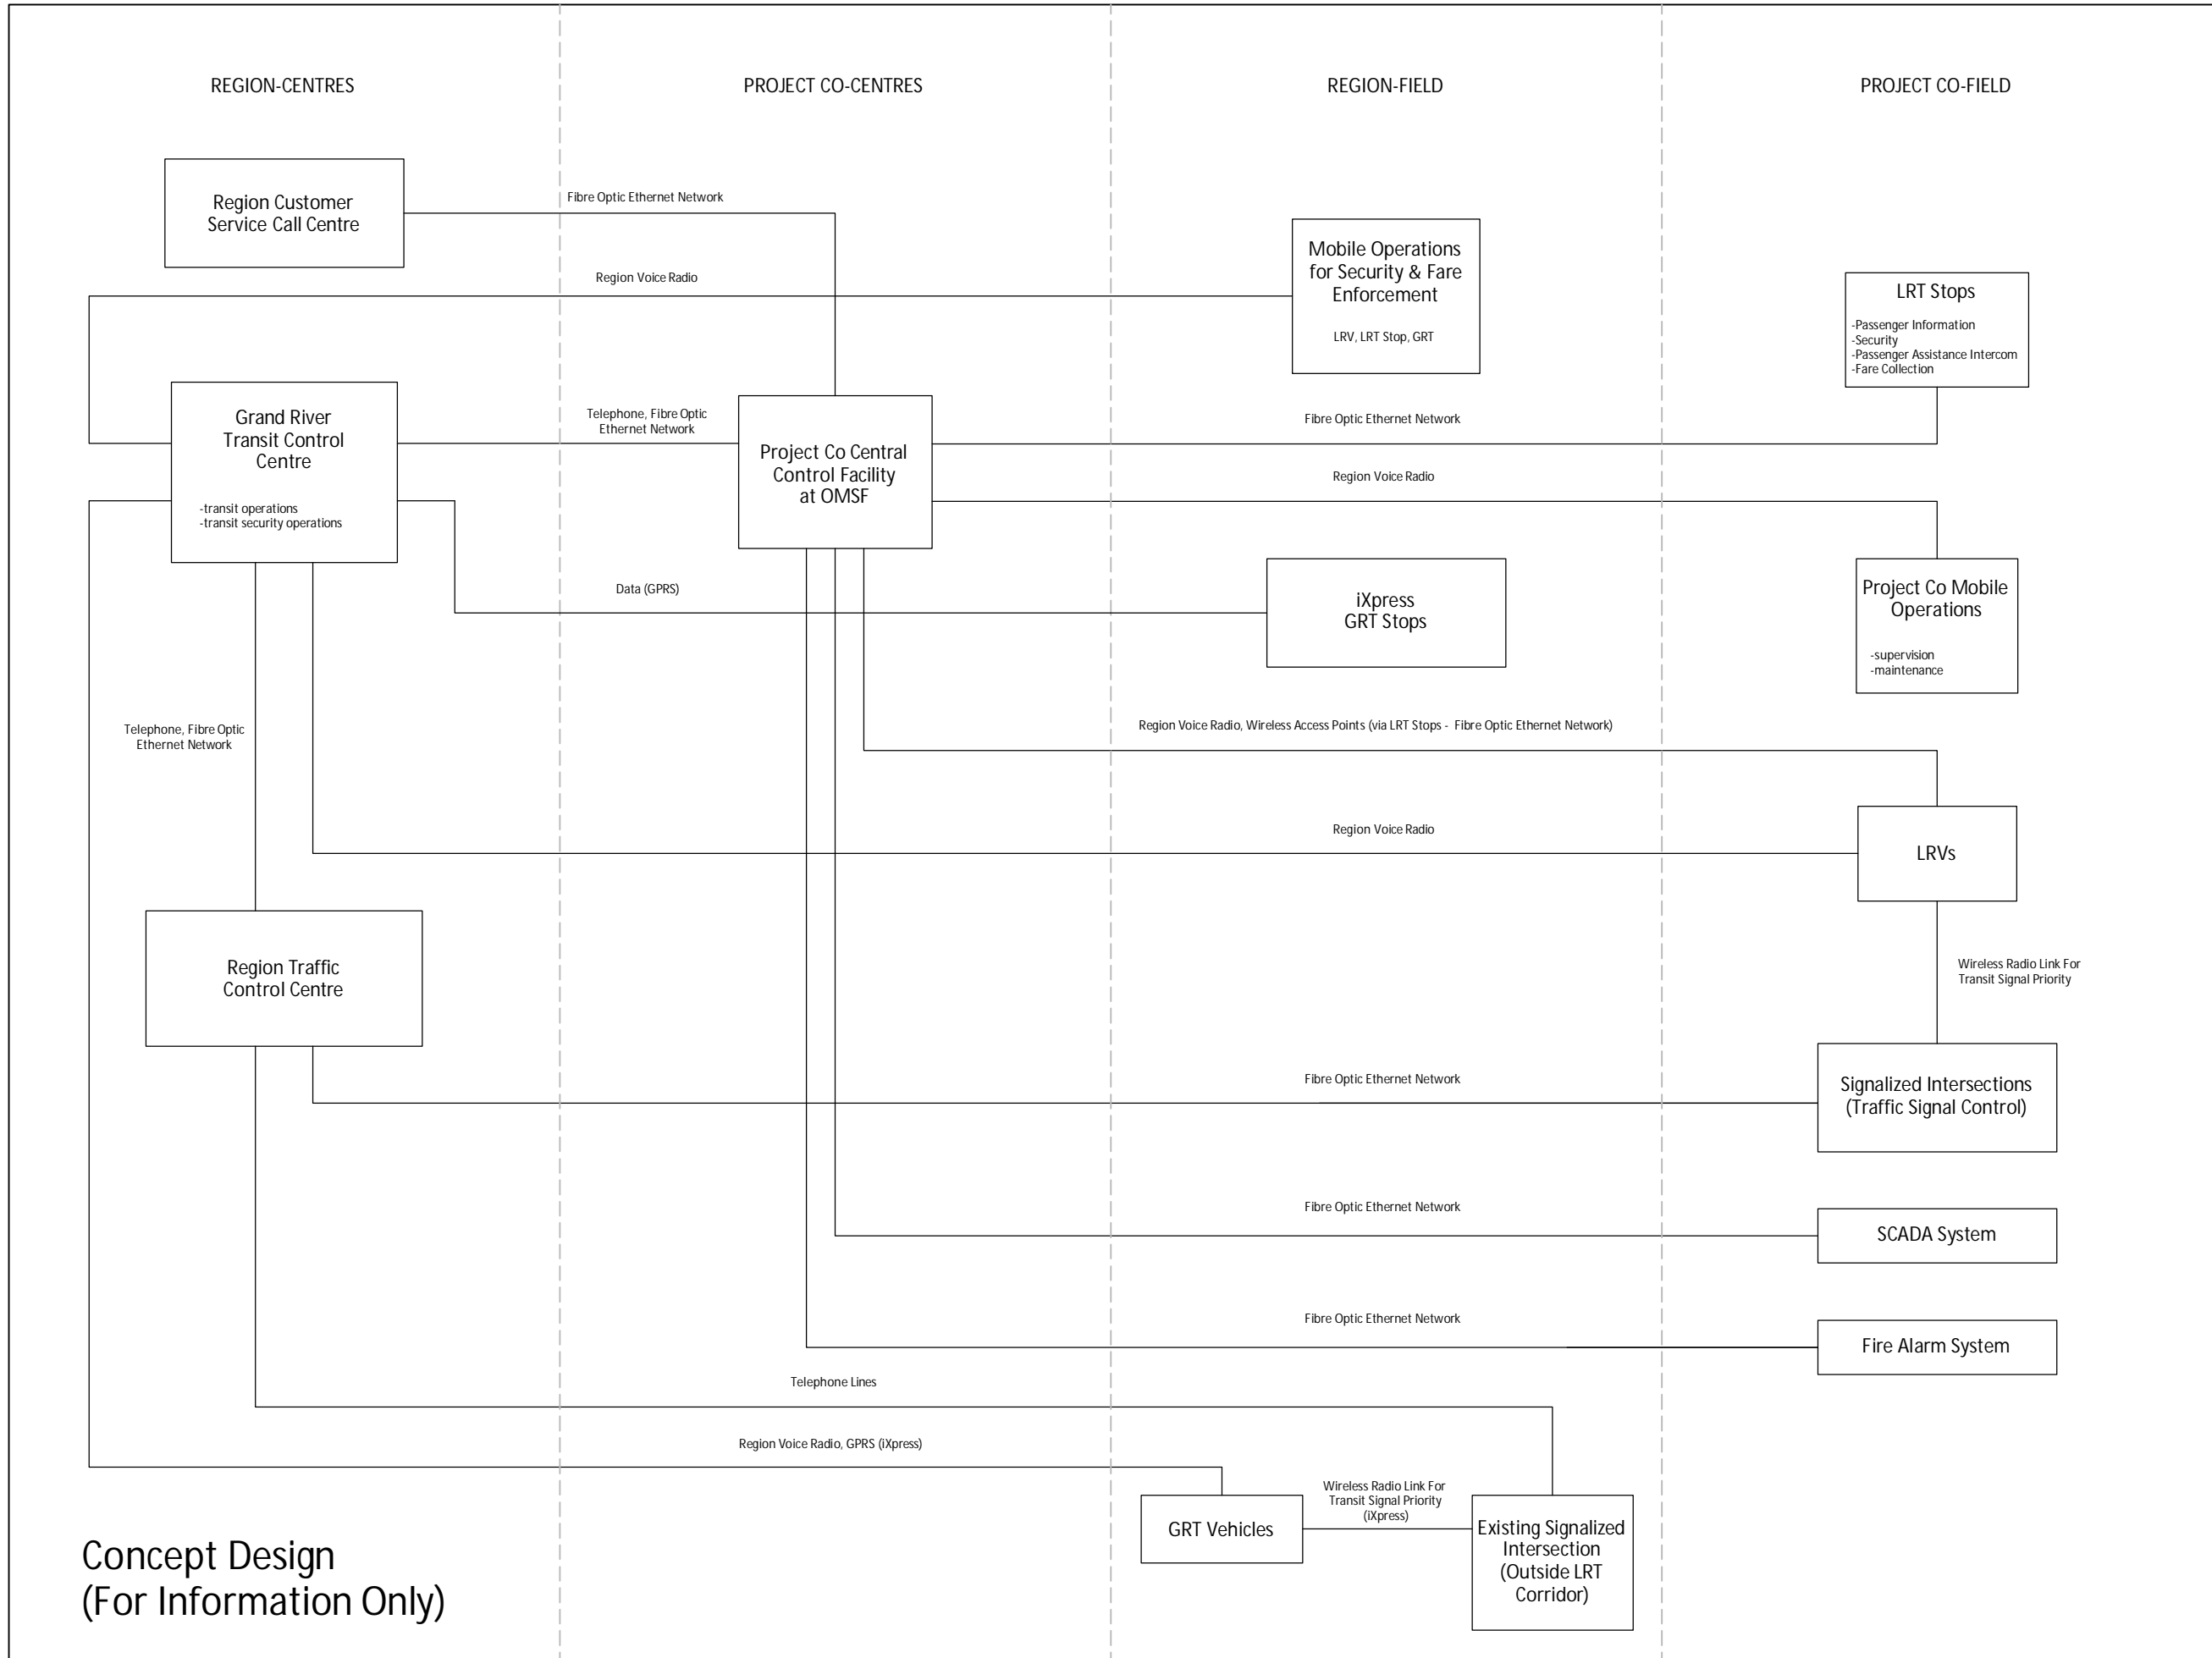 REGION-CENTRES
PROJECT CO-CENTRES
REGION-FIELD
PROJECT CO-FIELD
Region Customer
Service Call Centre
Fibre Optic Ethernet Network
Region Voice Radio
Mobile Operations
for Security & Fare
Enforcement
LRV, LRT Stop, GRT
LRT Stops
-Passenger Information
-Security
-Passenger Assistance Intercom
-Fare Collection
Grand River
Transit Control
Centre
-transit operations
-transit security operations
Telephone, Fibre Optic
Ethernet Network
Project Co Central
Control Facility
at OMSF
Fibre Optic Ethernet Network
Region Voice Radio
Data (GPRS)
iXpress
GRT Stops
Project Co Mobile
Operations
-supervision
-maintenance
Telephone, Fibre Optic
Ethernet Network
Region Voice Radio, Wireless Access Points (via LRT Stops - Fibre Optic Ethernet Network)
Region Voice Radio
LRVs
Region Traffic
Control Centre
Wireless Radio Link For
Transit Signal Priority
Fibre Optic Ethernet Network
Signalized Intersections
(Traffic Signal Control)
Fibre Optic Ethernet Network
SCADA System
Fibre Optic Ethernet Network
Fire Alarm System
Telephone Lines
Region Voice Radio, GPRS (iXpress)
Wireless Radio Link For
Transit Signal Priority
(iXpress)
GRT Vehicles
Existing Signalized
Intersection
(Outside LRT
Corridor)
Concept Design
(For Information Only)